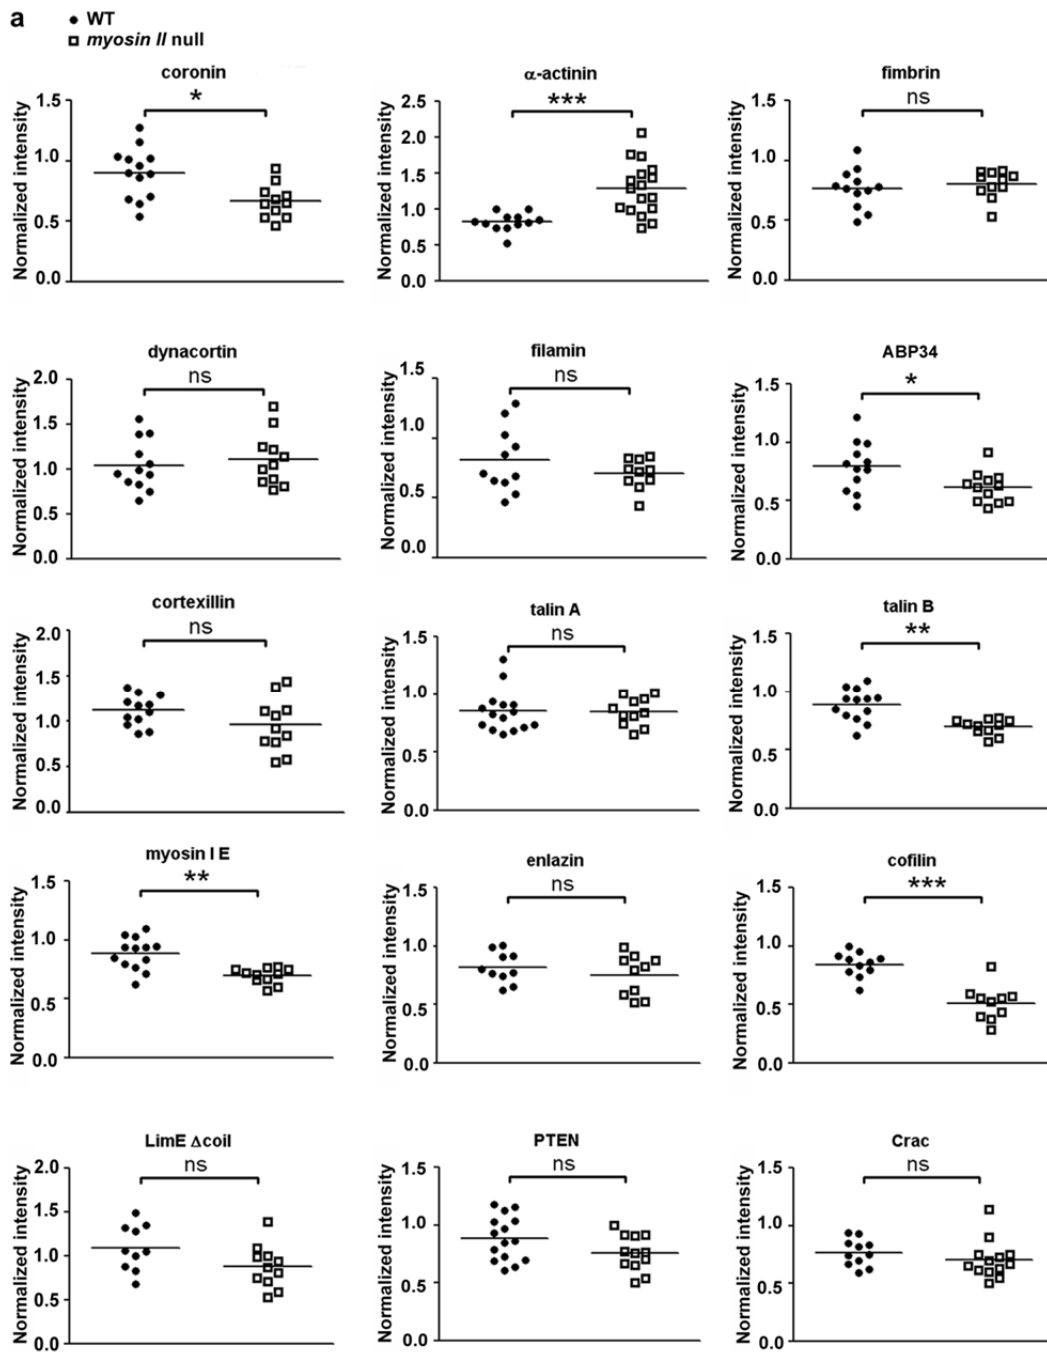 a
WT
myosin II null
coronin
*
Normalized intensity
1.5
1.0
0.5
0.0
α-actinin
***
Normalized intensity
2.5
2.0
1.5
1.0
0.5
0.0
fimbrin
ns
Normalized intensity
1.5
1.0
0.5
0.0
dynacortin
ns
Normalized intensity
2.0
1.5
1.0
0.5
0.0
filamin
ns
Normalized intensity
1.5
1.0
0.5
0.0
ABP34
*
Normalized intensity
1.5
1.0
0.5
0.0
cortexillin
ns
Normalized intensity
2.0
1.5
1.0
0.5
0.0
talin A
ns
Normalized intensity
1.5
1.0
0.5
0.0
talin B
**
Normalized intensity
1.5
1.0
0.5
0.0
myosin I E
**
Normalized intensity
1.5
1.0
0.5
0.0
enlazin
ns
Normalized intensity
1.5
1.0
0.5
0.0
cofilin
***
Normalized intensity
1.5
1.0
0.5
0.0
LimE Δcoil
ns
Normalized intensity
2.0
1.5
1.0
0.5
0.0
PTEN
ns
Normalized intensity
1.5
1.0
0.5
0.0
Crac
ns
Normalized intensity
1.5
1.0
0.5
0.0